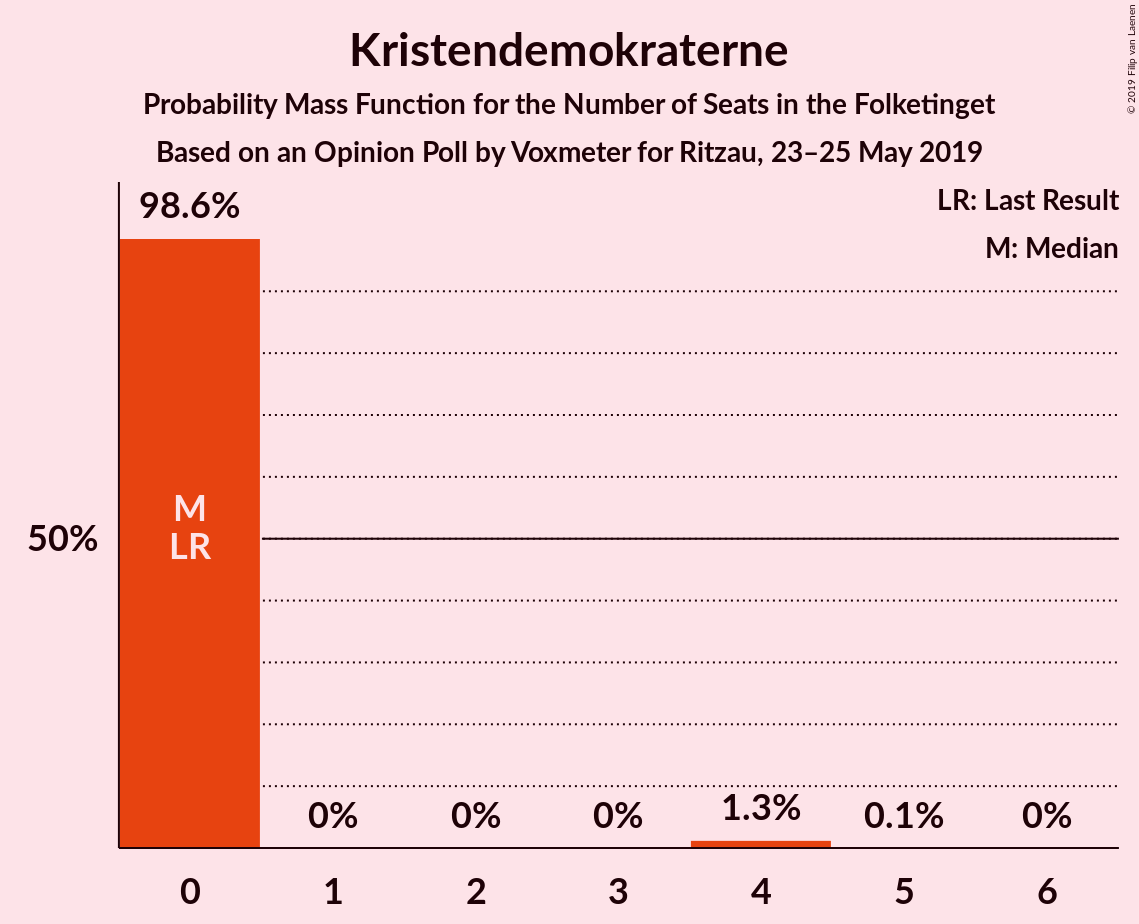 Kristendemokraterne
Probability Mass Function for the Number of Seats in the Folketinget
Based on an Opinion Poll by Voxmeter for Ritzau, 23–25 May 2019
© 2019 Filip van Laenen
LR: Last Result
M: Median
98.6%
M
LR
50%
0%
0%
0%
1.3%
0.1%
0%
0
1
2
3
4
5
6